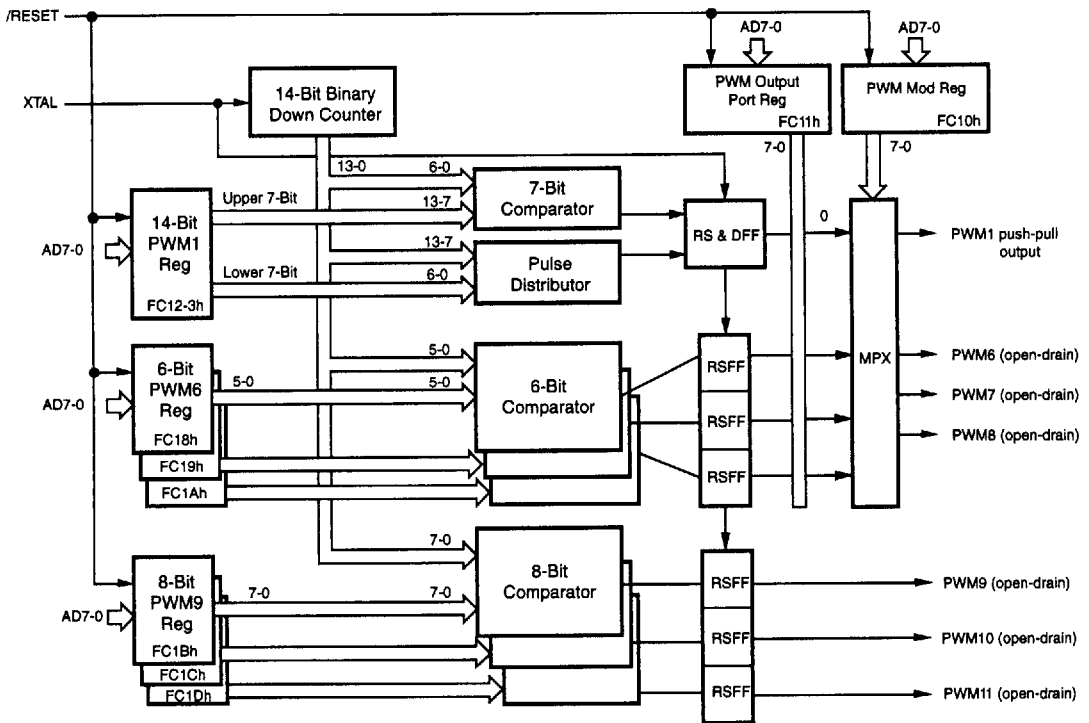 /RESET
AD7-0
AD7-0
XTAL
14-Bit Binary
Down Counter
PWM Output
Port Reg
FC11h
PWM Mod Reg
FC10h
7-0
7-0
13-0
6-0
Upper 7-Bit
13-7
7-Bit
Comparator
14-Bit
PWM1
Reg
FC12-3h
AD7-0
RS & DFF
0
PWM1 push-pull
output
13-7
Lower 7-Bit
6-0
Pulse
Distributor
MPX
5-0
6-Bit
PWM6
Reg
FC18h
FC19h
FC1Ah
AD7-0
5-0
5-0
6-Bit
Comparator
RSFF
RSFF
RSFF
PWM6 (open-drain)
PWM7 (open-drain)
PWM8 (open-drain)
7-0
8-Bit
PWM9
Reg
FC1Bh
FC1Ch
FC1Dh
AD7-0
7-0
7-0
8-Bit
Comparator
RSFF
RSFF
RSFF
PWM9 (open-drain)
PWM10 (open-drain)
PWM11 (open-drain)